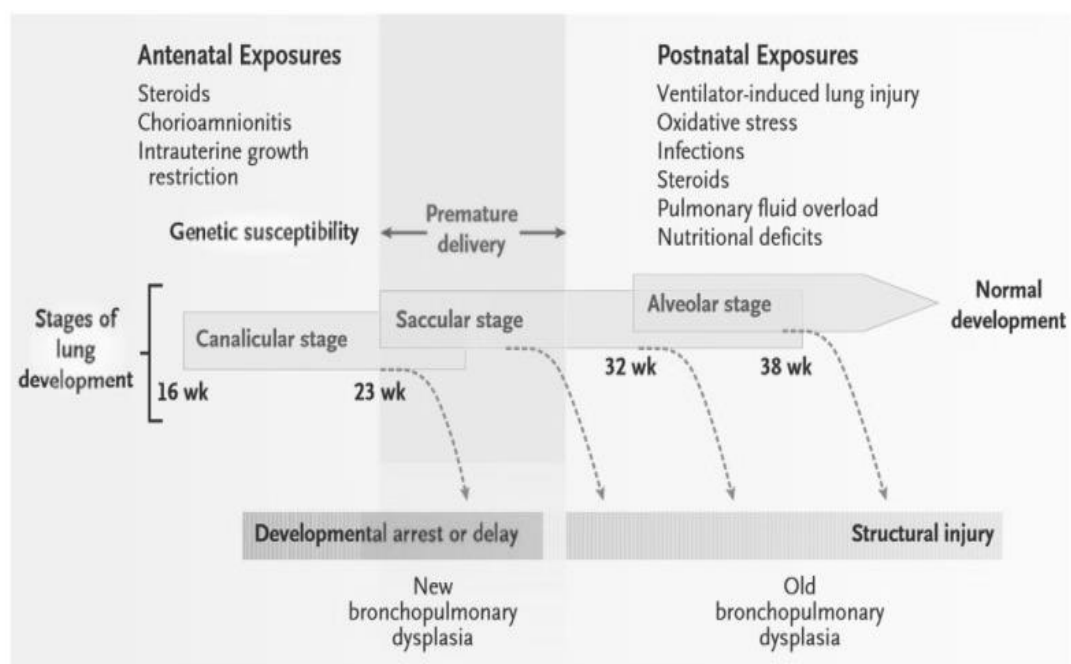 Antenatal Exposures
Steroids
Chorioamnionitis
Intrauterine growth
restriction
Postnatal Exposures
Ventilator-induced lung injury
Oxidative stress
Infections
Steroids
Pulmonary fluid overload
Nutritional deficits
Genetic susceptibility
Premature
delivery
Stages of
lung
development
Canalicular stage
Saccular stage
Alveolar stage
Normal
development
16 wk
23 wk
32 wk
38 wk
Developmental arrest or delay
Structural injury
New
bronchopulmonary
dysplasia
Old
bronchopulmonary
dysplasia